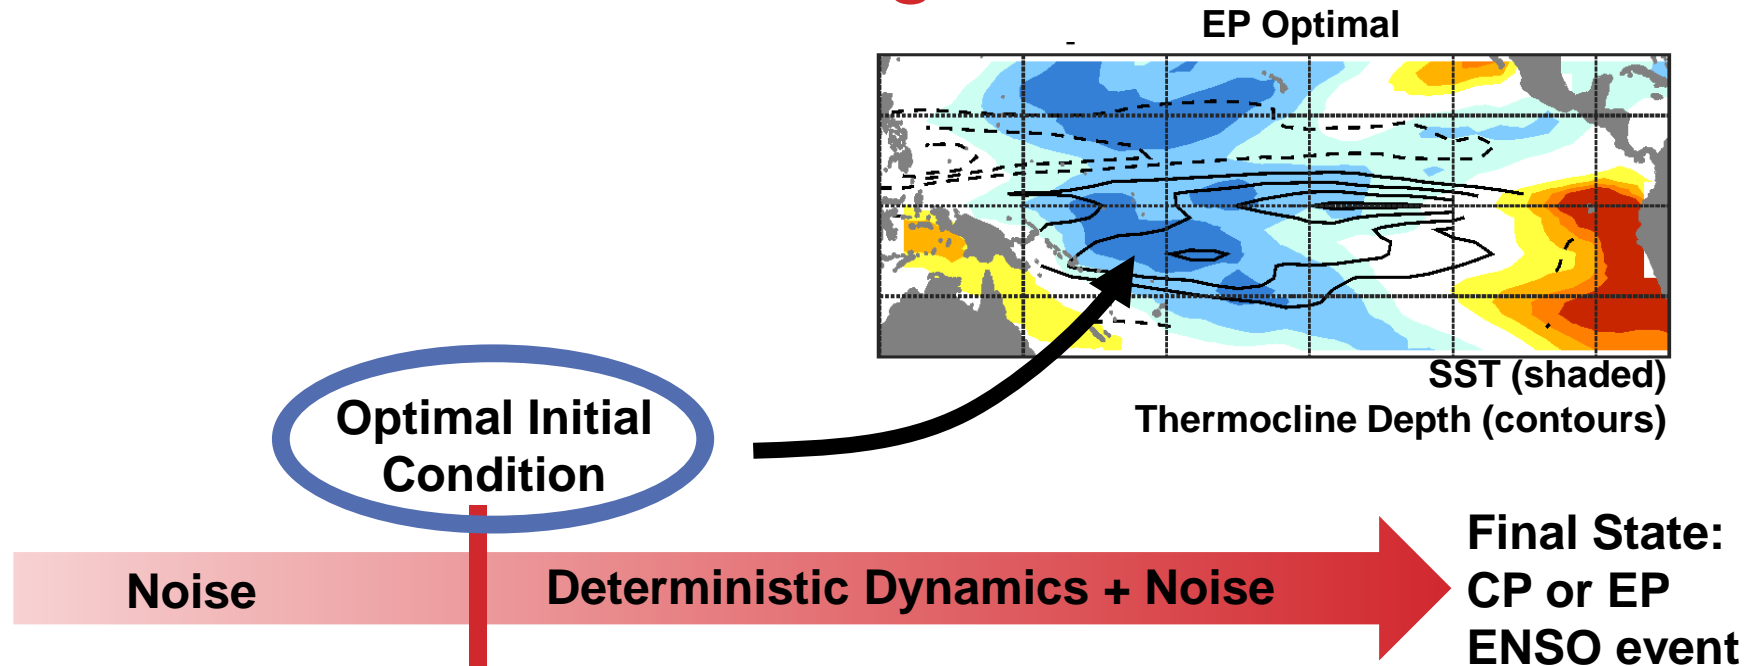 EP Optimal
SST (shaded)
Thermocline Depth (contours)
Optimal Initial
Condition
Noise
Deterministic Dynamics + Noise
Final State:
CP or EP
ENSO event